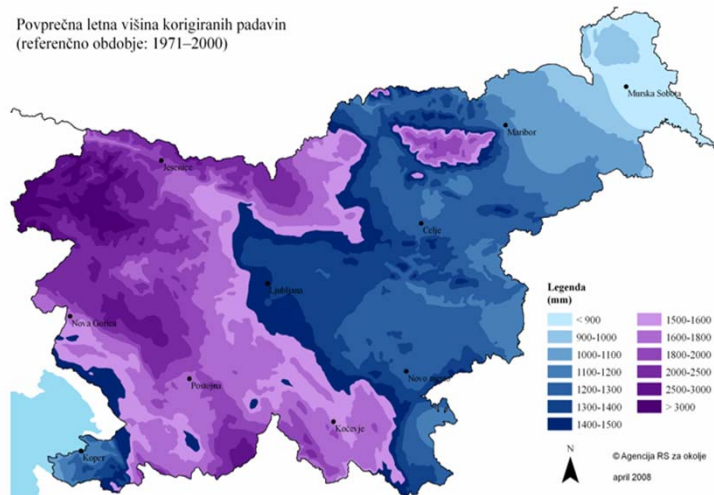 Povprečna letna višina korigiranih padavin
(referenčno obdobje: 1971–2000)
Murska Sobota
Maribor
Jesenice
Celje
Ljubljana
Nova Gorica
Novo mesto
Postojna
Kočevje
Koper
Legenda
(mm)
< 900
900-1000
1000-1100
1100-1200
1200-1300
1300-1400
1400-1500
1500-1600
1600-1800
1800-2000
2000-2500
2500-3000
> 3000
N
© Agencija RS za okolje
april 2008